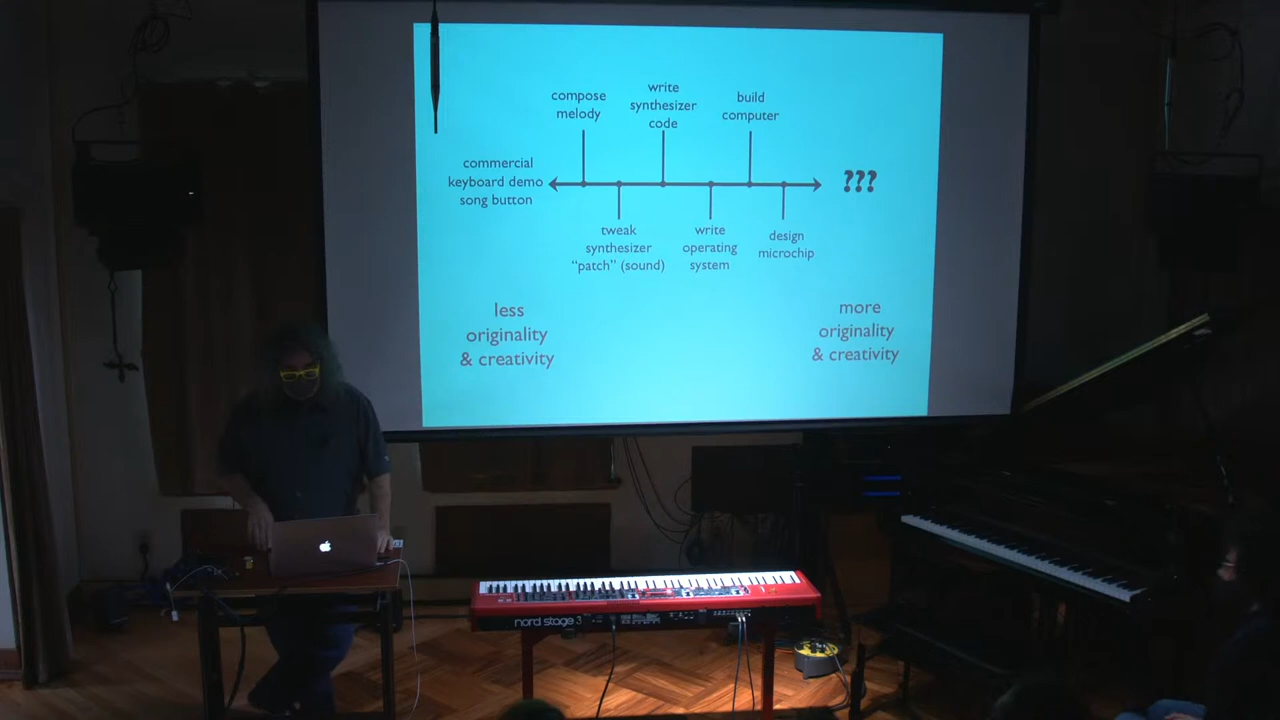 compose
melody
write
synthesizer
code
build
computer
commercial
keyboard demo
song button
???
tweak
synthesizer
“patch” (sound)
write
operating
system
design
microchip
less
originality
& creativity
more
originality
& creativity
nord stage 3